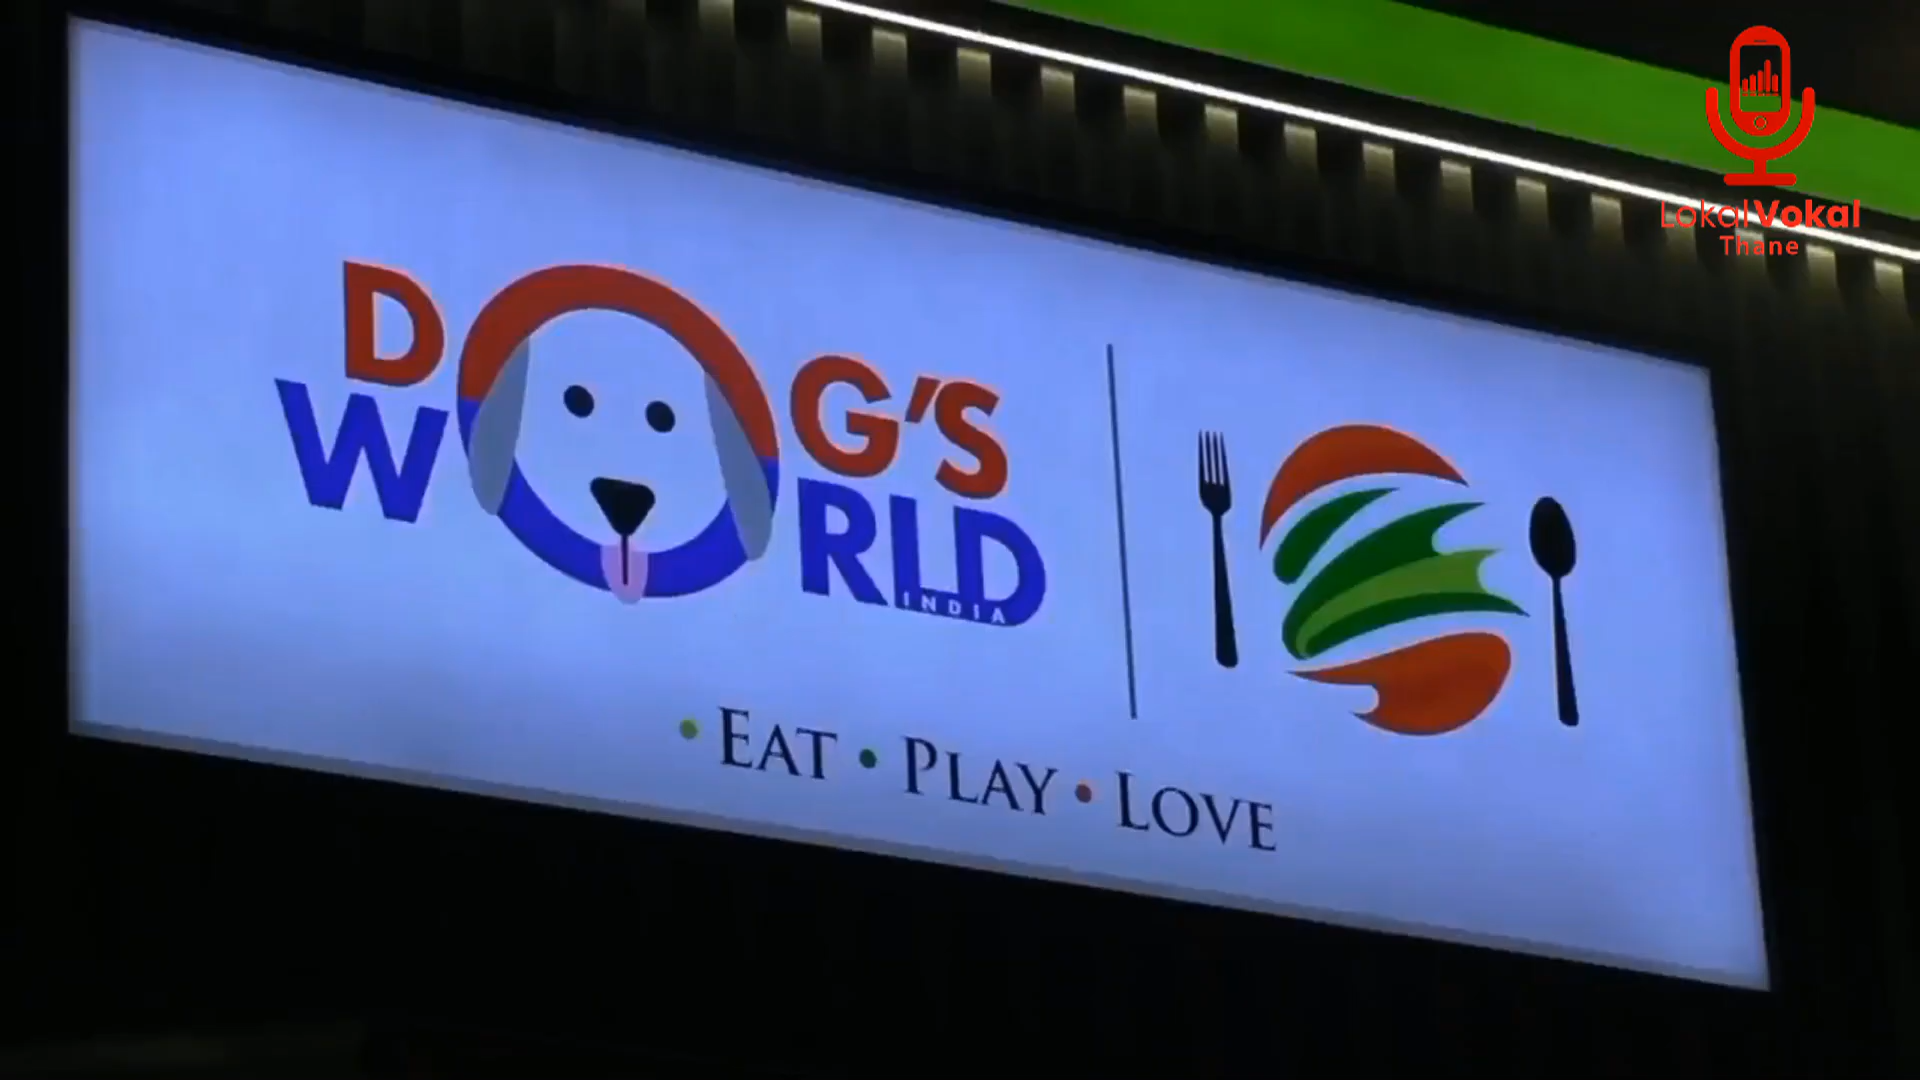 LokalVokal
Thane
DOG'S
WORLD
INDIA
• EAT • PLAY • LOVE